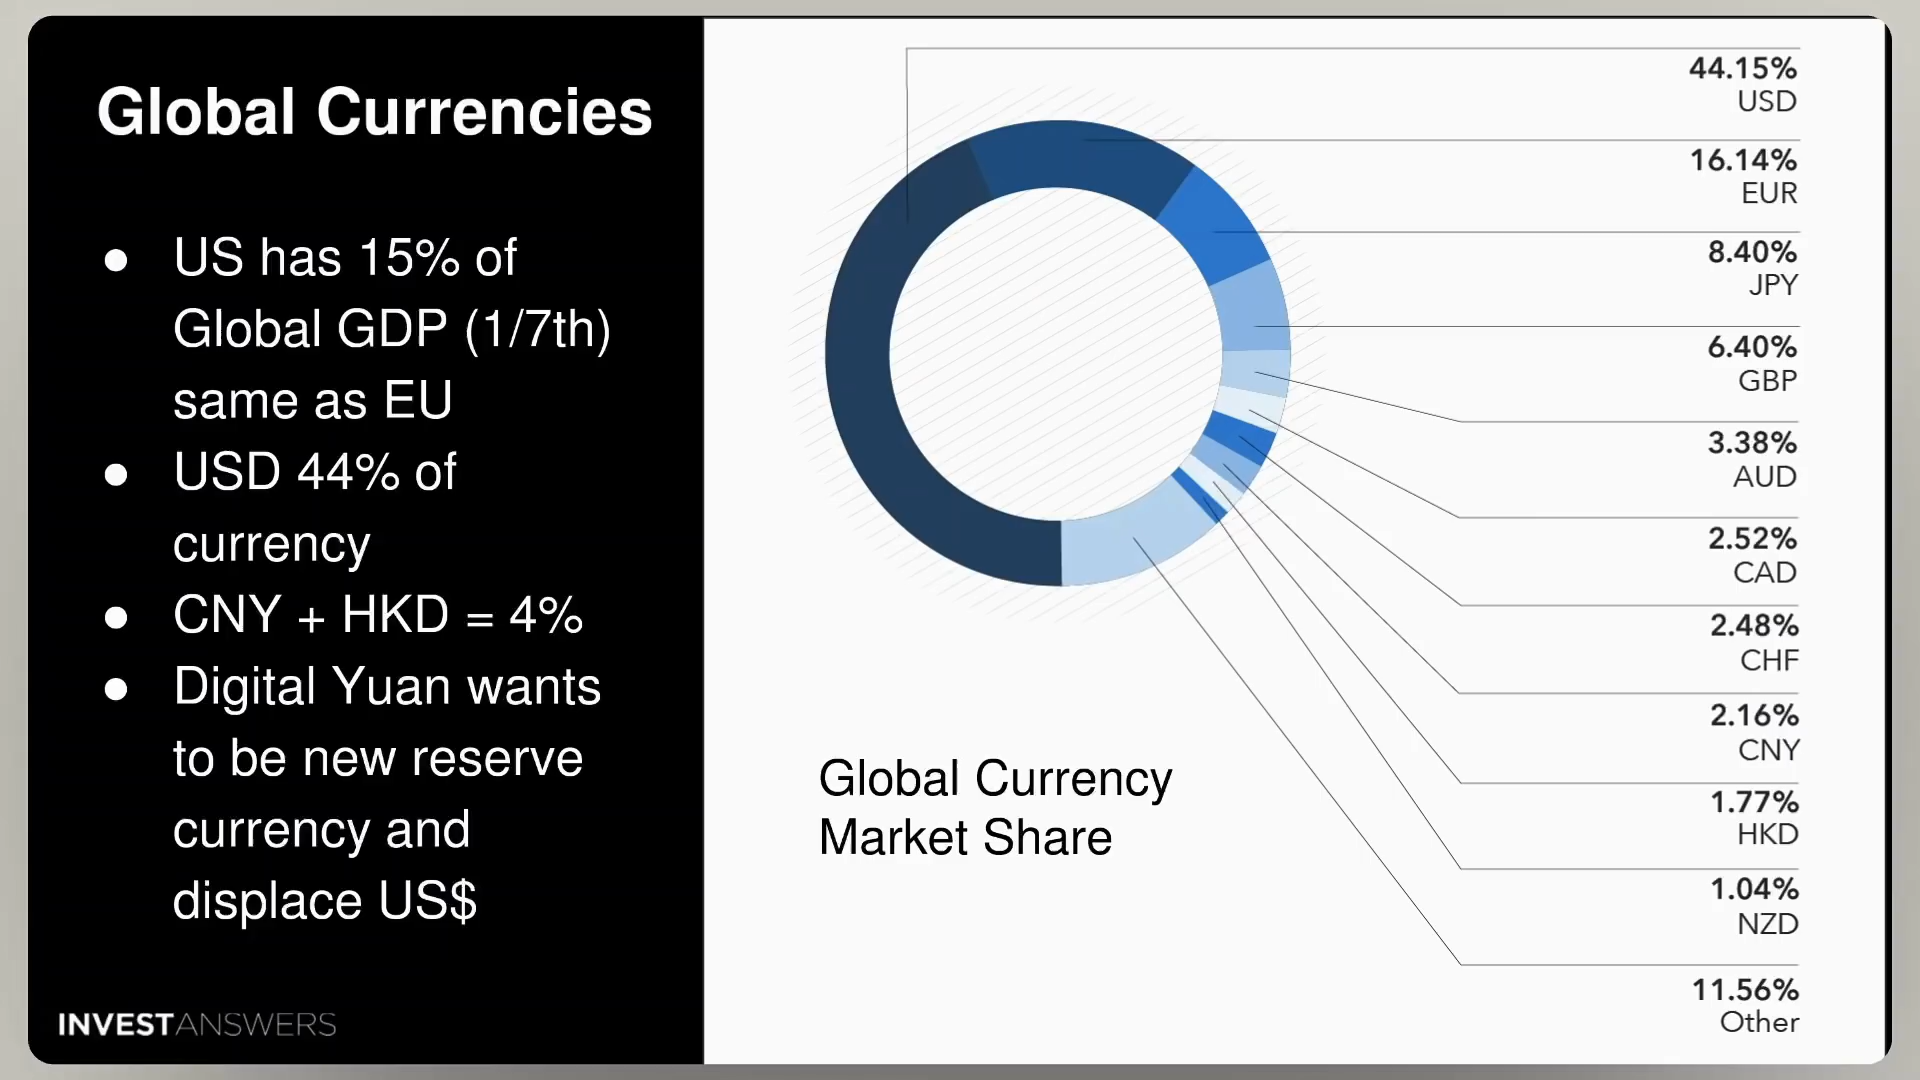 Global Currencies
● US has 15% of
Global GDP (1/7th)
same as EU
● USD 44% of
currency
● CNY + HKD = 4%
● Digital Yuan wants
to be new reserve
currency and
displace US$
INVESTANSWERS
44.15%
USD
16.14%
EUR
8.40%
JPY
6.40%
GBP
3.38%
AUD
2.52%
CAD
2.48%
CHF
2.16%
CNY
1.77%
HKD
1.04%
NZD
11.56%
Other
Global Currency
Market Share